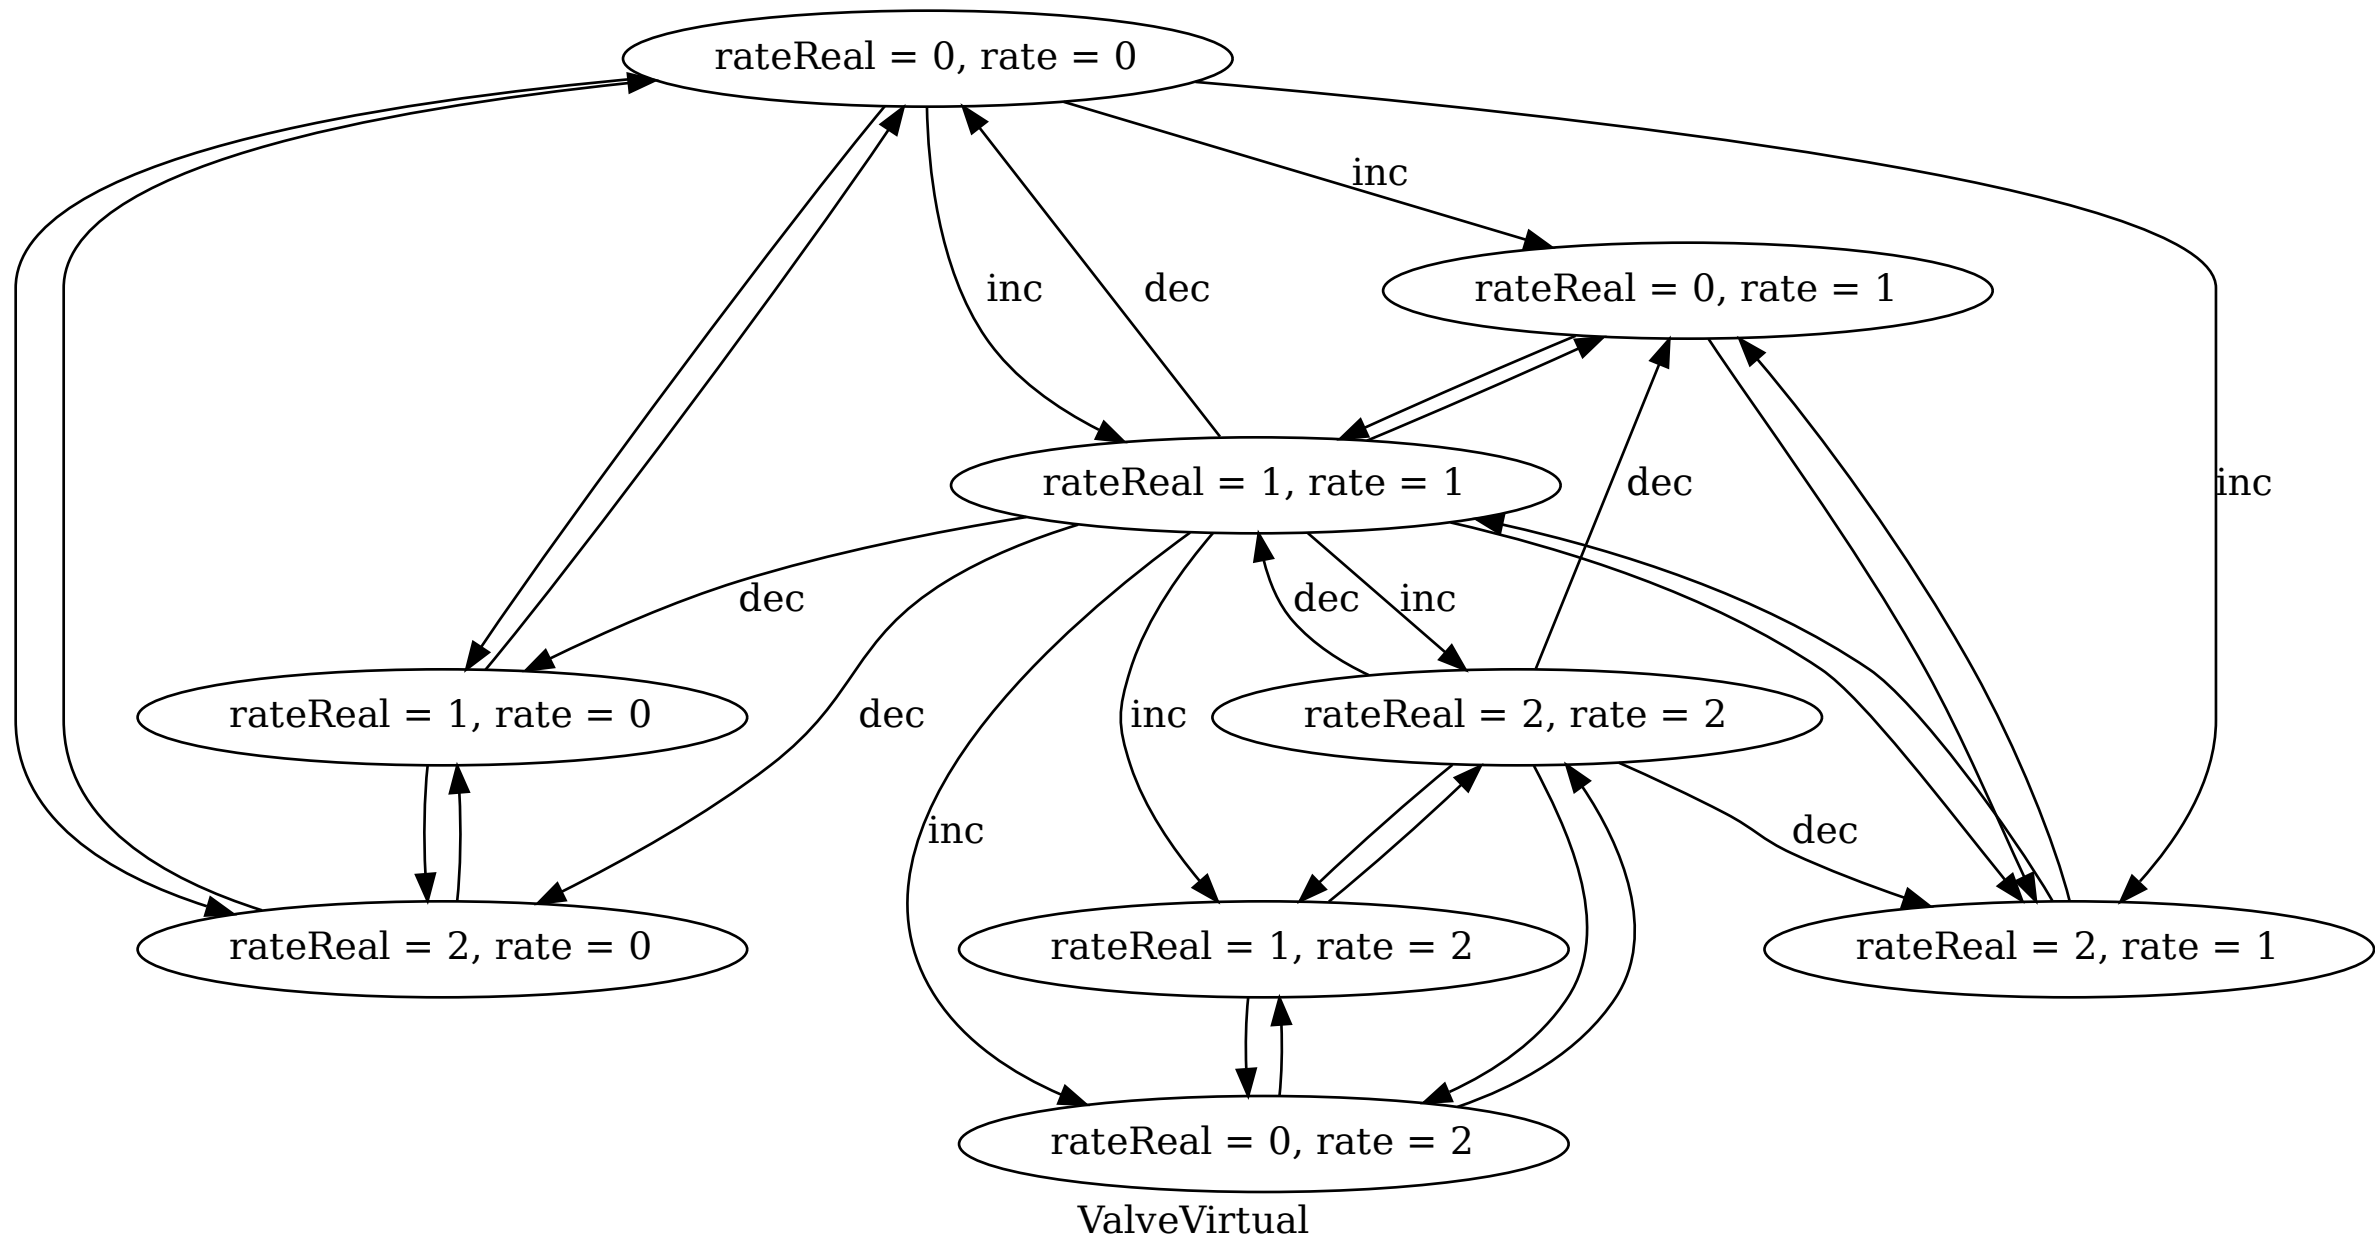 rateReal = 0, rate = 0
inc
rateReal = 0, rate = 1
inc
dec
rateReal = 1, rate = 1
dec
inc
dec
dec
inc
rateReal = 1, rate = 0
dec
inc
rateReal = 2, rate = 2
inc
dec
rateReal = 2, rate = 0
rateReal = 1, rate = 2
rateReal = 2, rate = 1
rateReal = 0, rate = 2
ValveVirtual